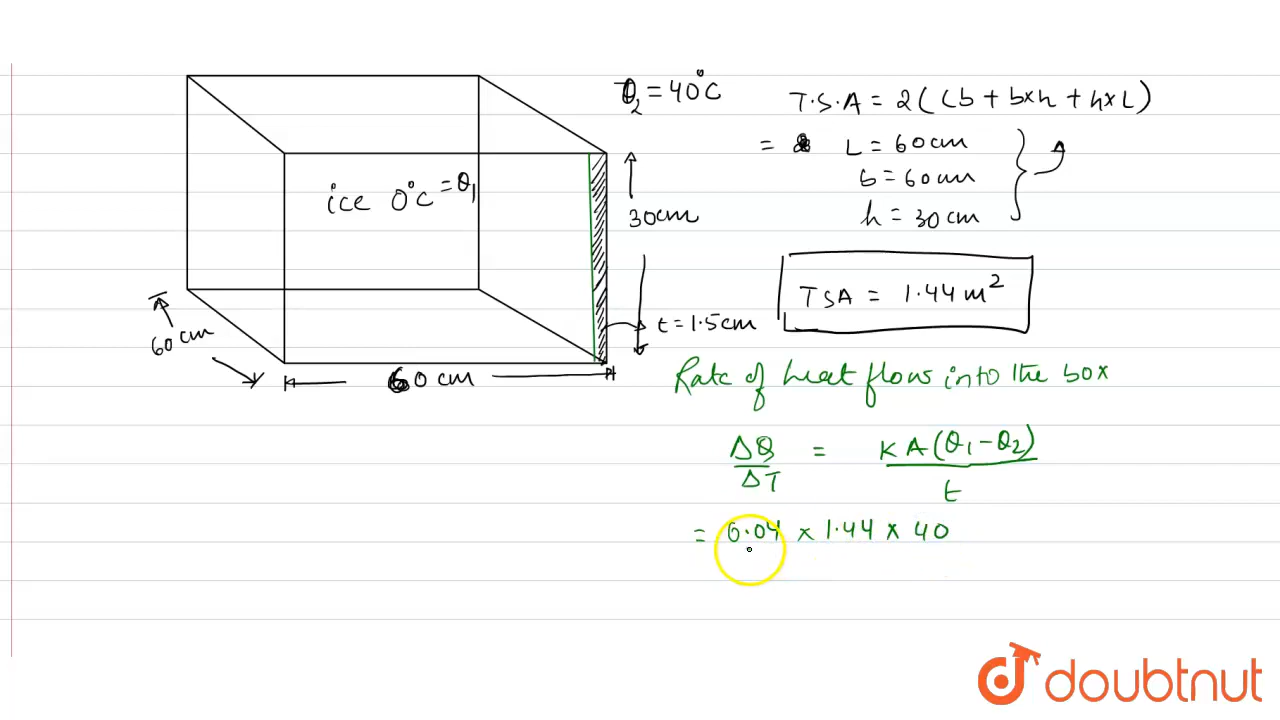 θ₂ = 40°C
ice 0°C = θ₁
30cm
t = 1.5cm
60 cm
60 cm
T.S.A = 2(Lb + b×h + h×L)
=
L = 60cm
b = 60cm
h = 30cm
TSA = 1.44 m²
Rate of heat flows into the box
ΔQ/ΔT = KA(θ₁-θ₂)/t
= 0.04 × 1.44 × 40
doubtnut